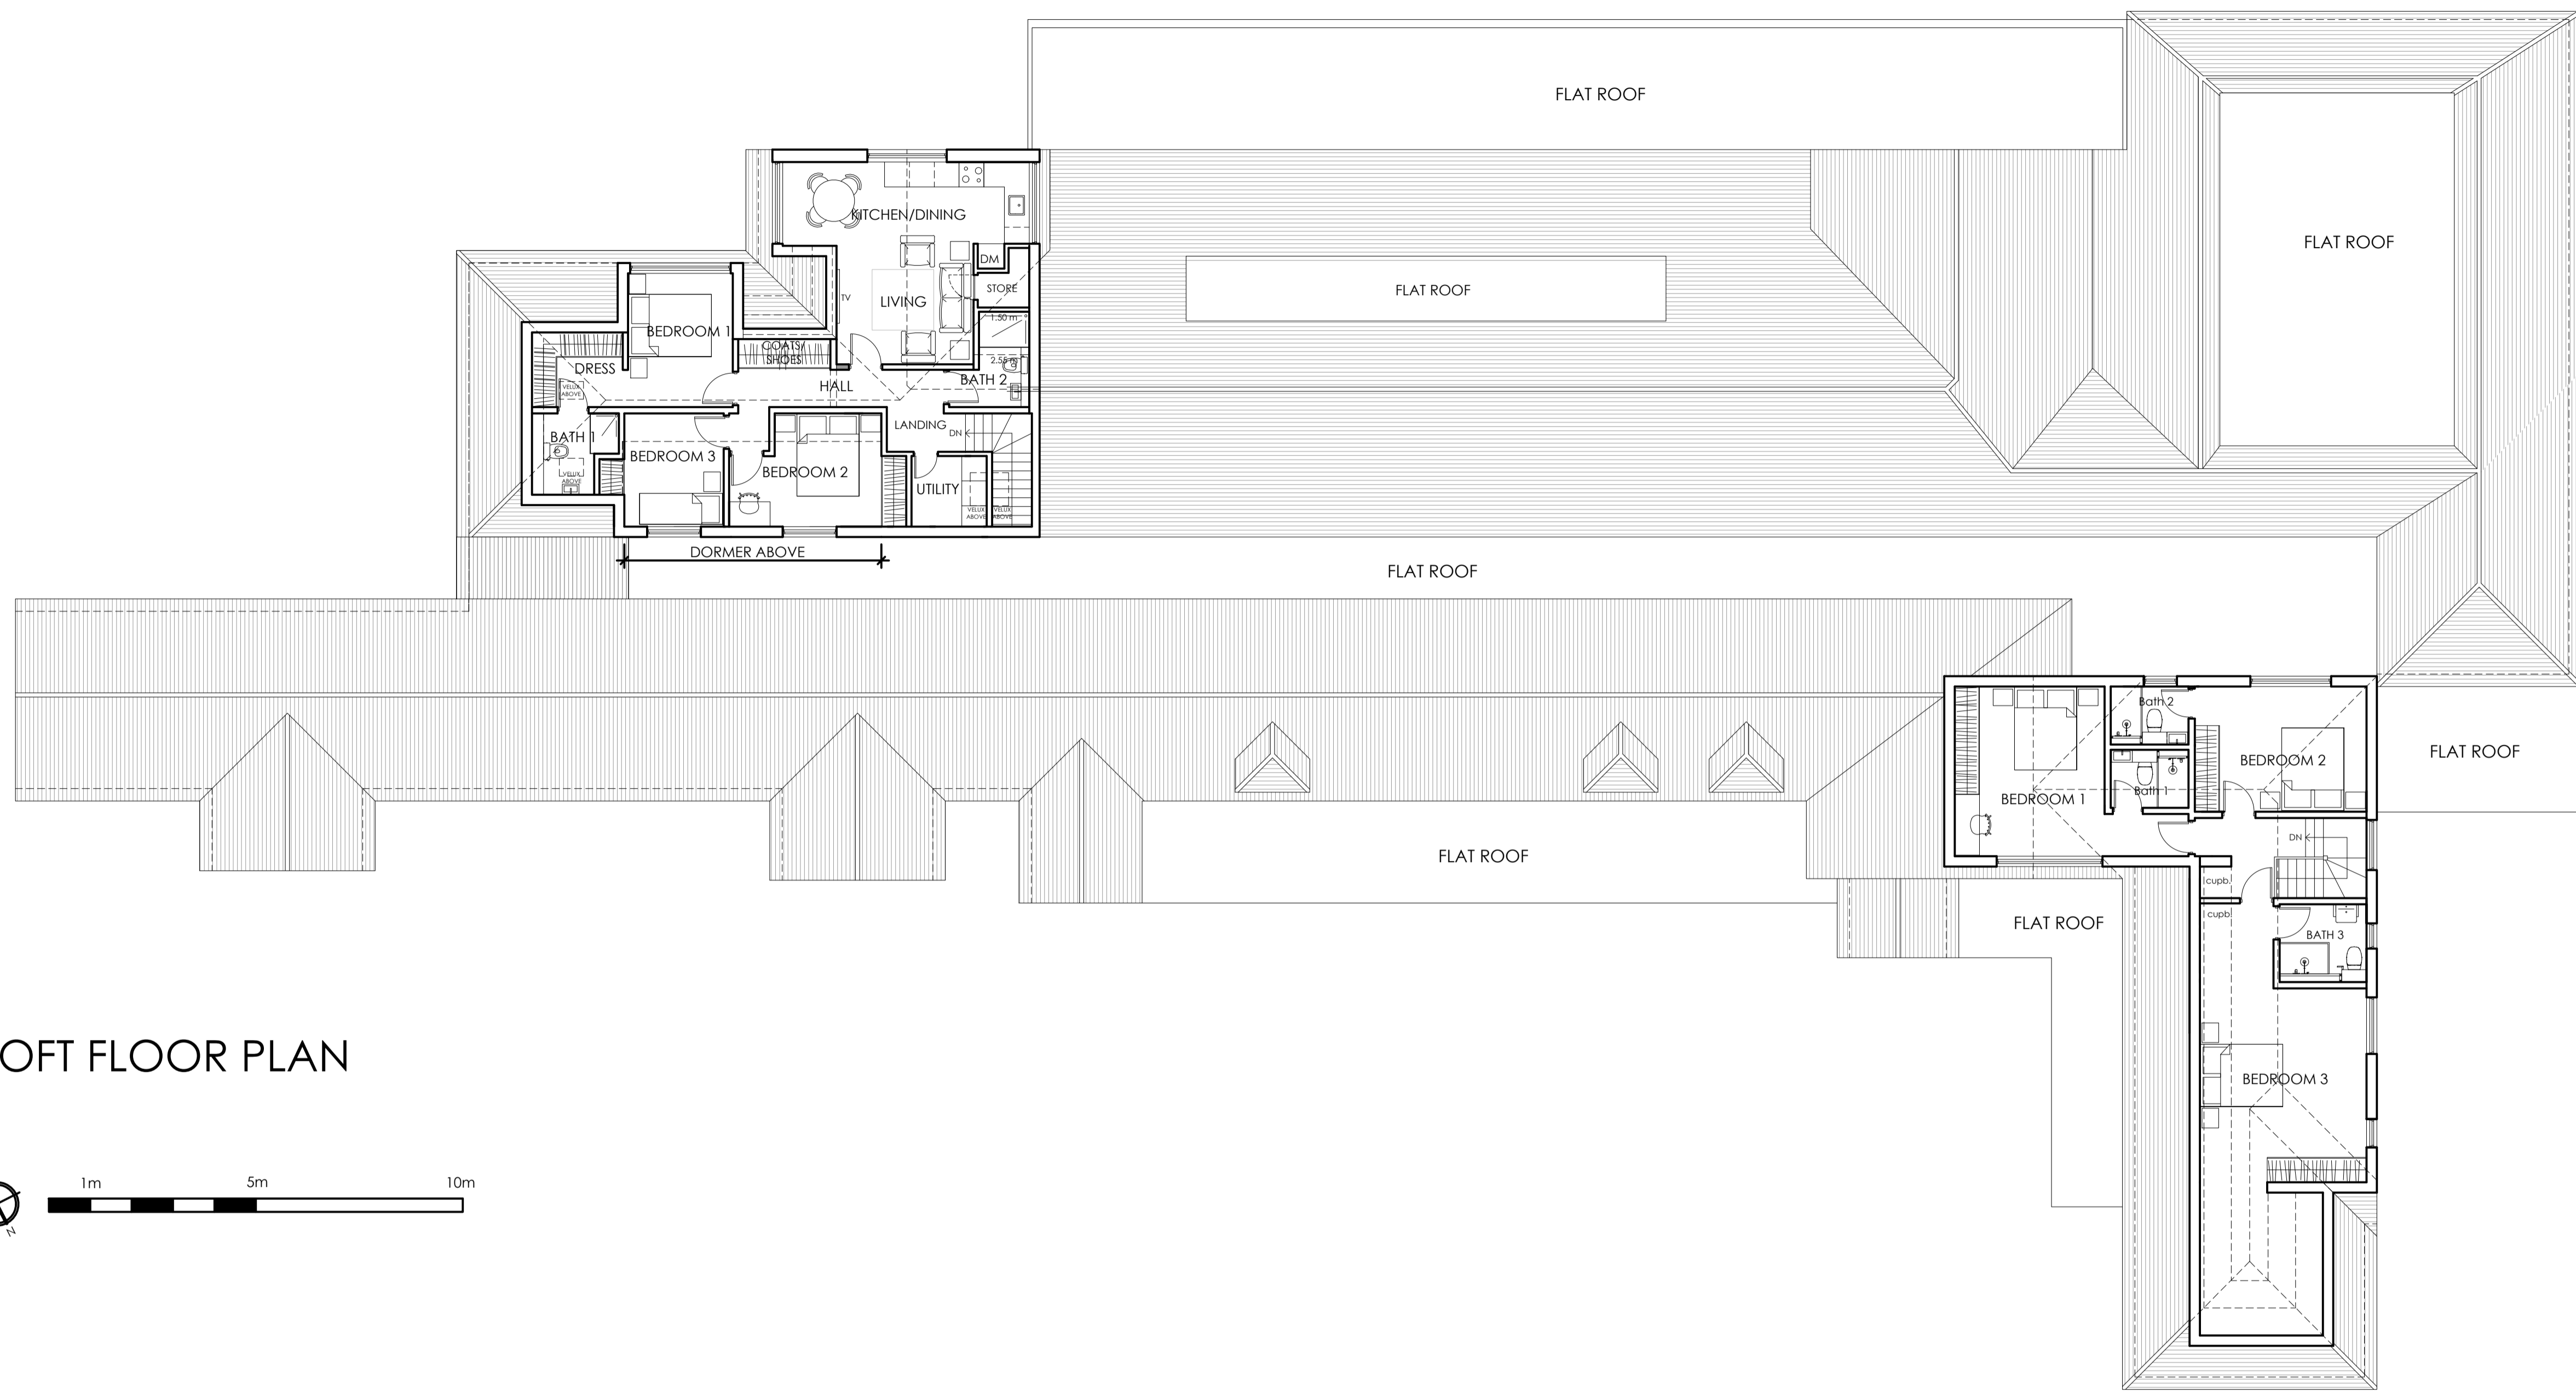 FLAT ROOF
FLAT ROOF
FLAT ROOF
FLAT ROOF
KITCHEN/DINING
DM
STORE
TV
LIVING
1.50 m
2.55 m
BEDROOM 1
COATS/
SHOES
DRESS
VELUX
ABOVE
HALL
BATH 2
LANDING
DN
BATH 1
VELUX
ABOVE
BEDROOM 3
BEDROOM 2
UTILITY
VELUX
ABOVE
VELUX
ABOVE
DORMER ABOVE
Bath 2
BEDROOM 2
Bath 1
BEDROOM 1
DN
FLAT ROOF
FLAT ROOF
cupb.
cupb.
FLAT ROOF
BATH 3
BEDROOM 3
OFT FLOOR PLAN
N
1m
5m
10m